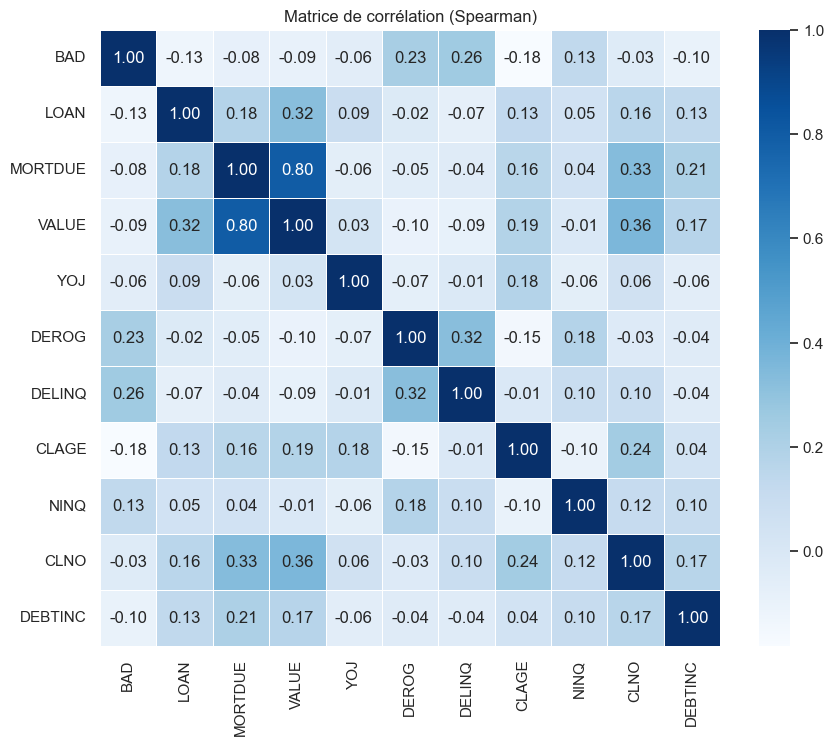 Matrice de corrélation (Spearman)
BAD 1.00 -0.13 -0.08 -0.09 -0.06 0.23 0.26 -0.18 0.13 -0.03 -0.10
LOAN -0.13 1.00 0.18 0.32 0.09 -0.02 -0.07 0.13 0.05 0.16 0.13
MORTDUE -0.08 0.18 1.00 0.80 -0.06 -0.05 -0.04 0.16 0.04 0.33 0.21
VALUE -0.09 0.32 0.80 1.00 0.03 -0.10 -0.09 0.19 -0.01 0.36 0.17
YOJ -0.06 0.09 -0.06 0.03 1.00 -0.07 -0.01 0.18 -0.06 0.06 -0.06
DEROG 0.23 -0.02 -0.05 -0.10 -0.07 1.00 0.32 -0.15 0.18 -0.03 -0.04
DELINQ 0.26 -0.07 -0.04 -0.09 -0.01 0.32 1.00 -0.01 0.10 0.10 -0.04
CLAGE -0.18 0.13 0.16 0.19 0.18 -0.15 -0.01 1.00 -0.10 0.24 0.04
NINQ 0.13 0.05 0.04 -0.01 -0.06 0.18 0.10 -0.10 1.00 0.12 0.10
CLNO -0.03 0.16 0.33 0.36 0.06 -0.03 0.10 0.24 0.12 1.00 0.17
DEBTINC -0.10 0.13 0.21 0.17 -0.06 -0.04 -0.04 0.04 0.10 0.17 1.00
BAD LOAN MORTDUE VALUE YOJ DEROG DELINQ CLAGE NINQ CLNO DEBTINC
1.0
0.8
0.6
0.4
0.2
0.0